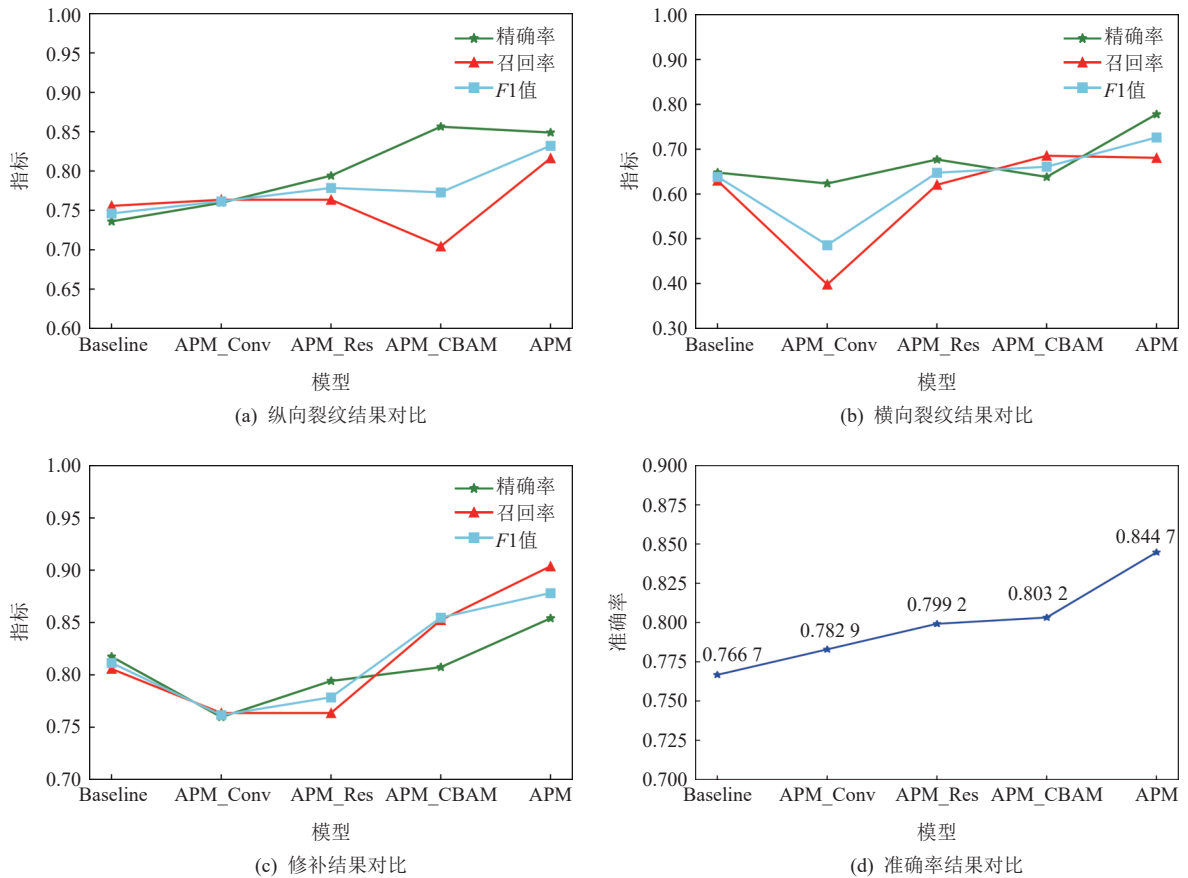 1.00
0.95
0.90
0.85
0.80
0.75
0.70
0.65
0.60
指标
精确率
召回率
F1值
Baseline APM_Conv APM_Res APM_CBAM APM
模型
(a) 纵向裂纹结果对比
1.00
0.90
0.80
0.70
0.60
0.50
0.40
0.30
指标
精确率
召回率
F1值
Baseline APM_Conv APM_Res APM_CBAM APM
模型
(b) 横向裂纹结果对比
1.00
0.95
0.90
0.85
0.80
0.75
0.70
指标
精确率
召回率
F1值
Baseline APM_Conv APM_Res APM_CBAM APM
模型
(c) 修补结果对比
0.900
0.875
0.850
0.825
0.800
0.775
0.750
0.725
0.700
准确率
0.766 7
0.782 9
0.799 2
0.803 2
0.844 7
Baseline APM_Conv APM_Res APM_CBAM APM
模型
(d) 准确率结果对比